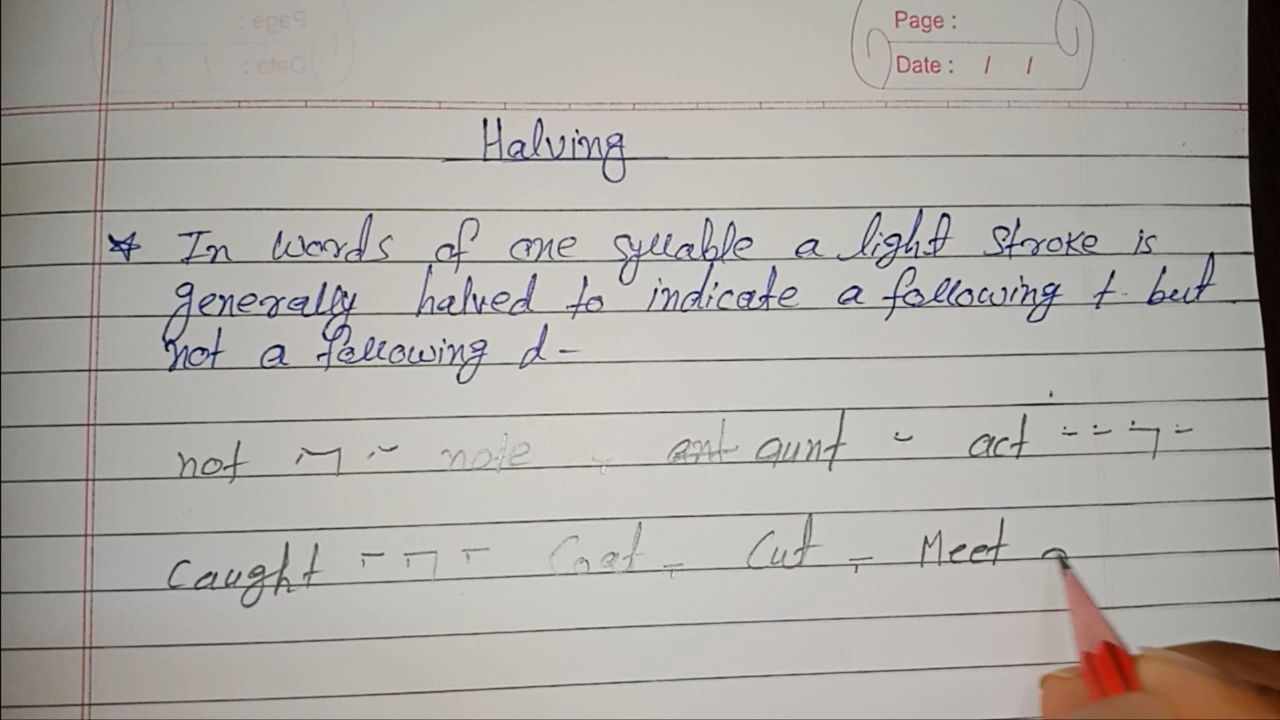 Page :
Date : / /
Halving
* In words of one syllable a light stroke is
generally halved to indicate a following t. but
not a following d -
not note ant aunt act
Caught Coat Cut Meet